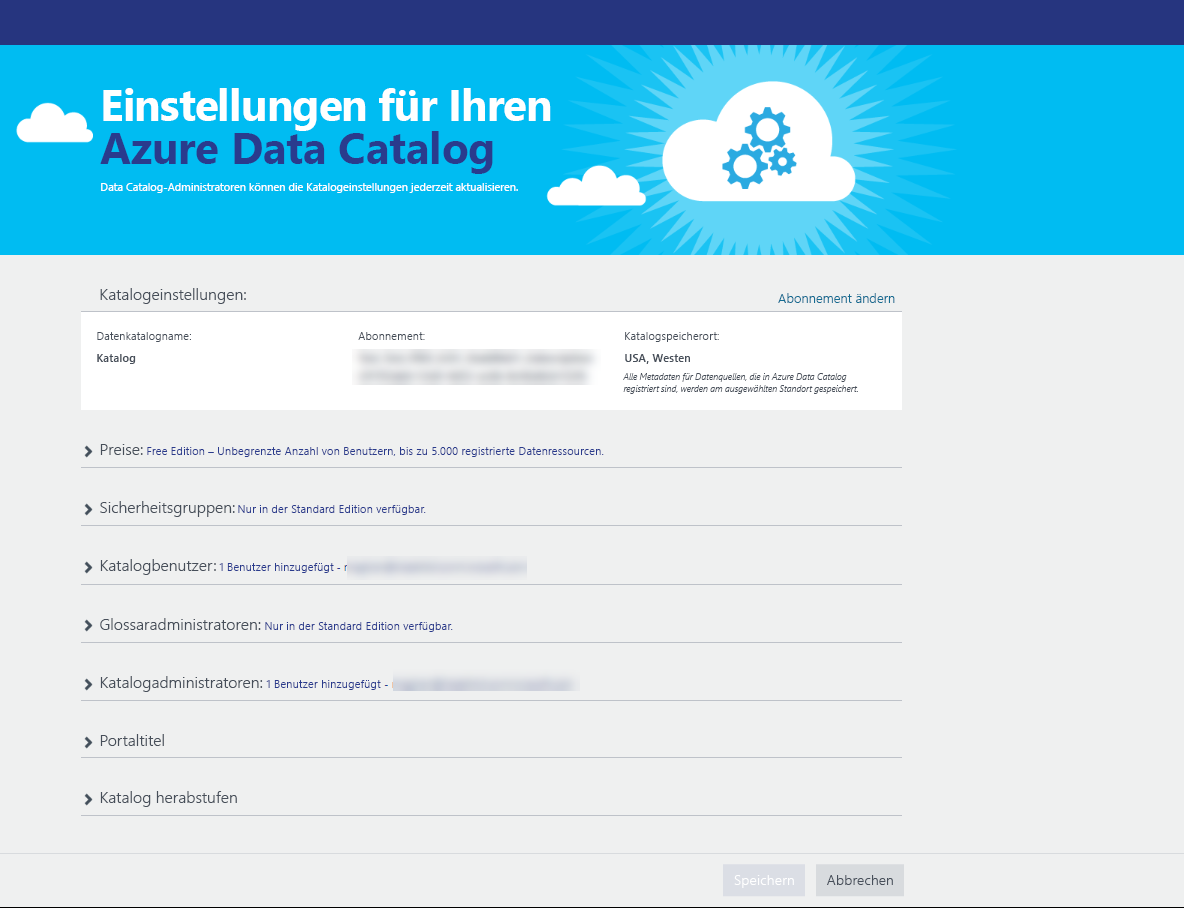 Einstellungen für Ihren
Azure Data Catalog
Data Catalog-Administratoren können die Katalogeinstellungen jederzeit aktualisieren.
Katalogeinstellungen:
Abonnement ändern
Datenkatalogname:
Katalog
Abonnement:
Katalogspeicherort:
USA, Westen
Alle Metadaten für Datenquellen, die in Azure Data Catalog
registriert sind, werden am ausgewählten Standort gespeichert.
Preise: Free Edition – Unbegrenzte Anzahl von Benutzern, bis zu 5.000 registrierte Datenressourcen.
Sicherheitsgruppen: Nur in der Standard Edition verfügbar.
Katalogbenutzer: 1 Benutzer hinzugefügt -
Glossaradministratoren: Nur in der Standard Edition verfügbar.
Katalogadministratoren: 1 Benutzer hinzugefügt -
Portaltitel
Katalog herabstufen
Speichern
Abbrechen